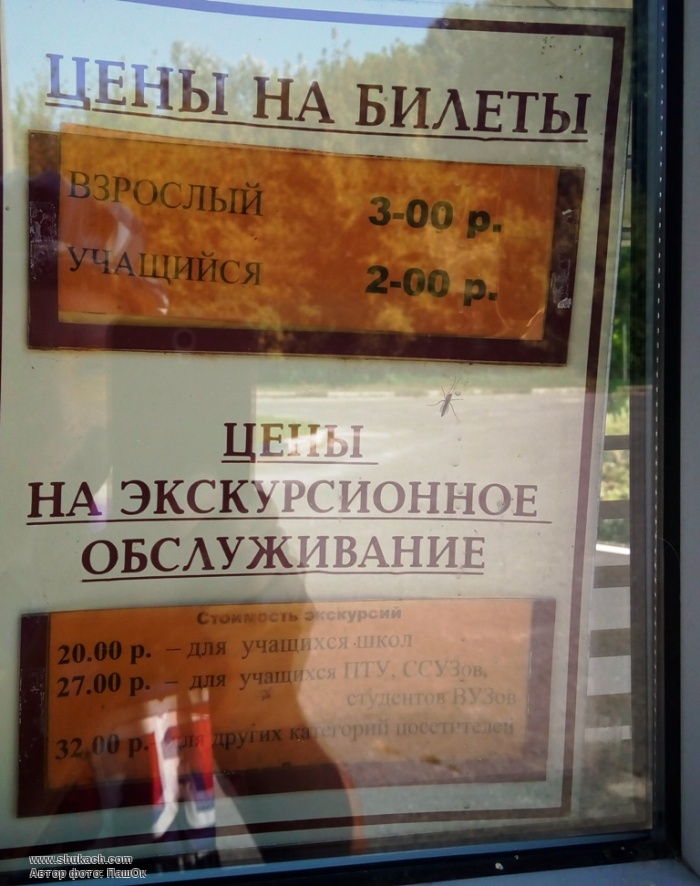 ЦЕНЫ НА БИЛЕТЫ
ВЗРОСЛЫЙ 3-00 р.
УЧАЩИЙСЯ 2-00 р.
ЦЕНЫ
НА ЭКСКУРСИОННОЕ
ОБСЛУЖИВАНИЕ
Стоимость экскурсий
20.00 р. – для учащихся школ
27.00 р. – для учащихся ПТУ, ССУЗов,
студентов ВУЗов
32.00 р. – для других категорий посетителей
www.shukach.com
Автор фото: ПашОк